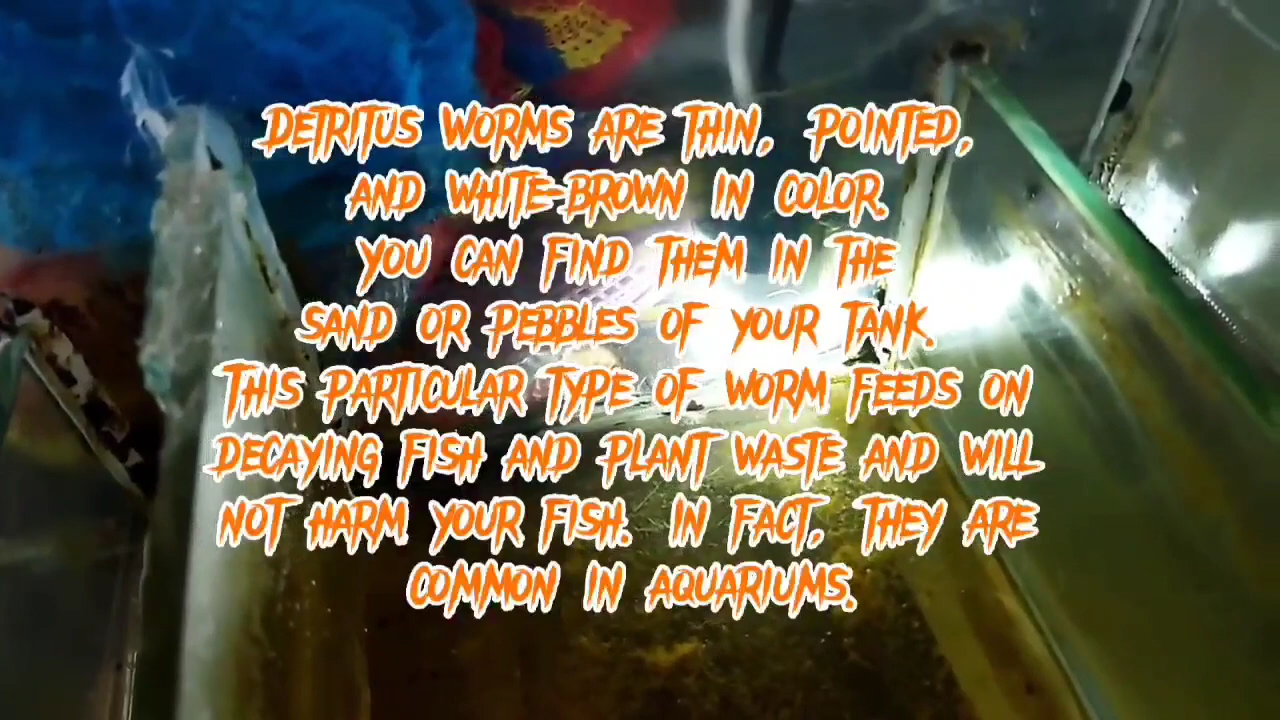 DETRITUS WORMS ARE THIN, POINTED,
AND WHITE-BROWN IN COLOR.
YOU CAN FIND THEM IN THE
SAND OR PEBBLES OF YOUR TANK.
THIS PARTICULAR TYPE OF WORM FEEDS ON
DECAYING FISH AND PLANT WASTE AND WILL
NOT HARM YOUR FISH. IN FACT, THEY ARE
COMMON IN AQUARIUMS.